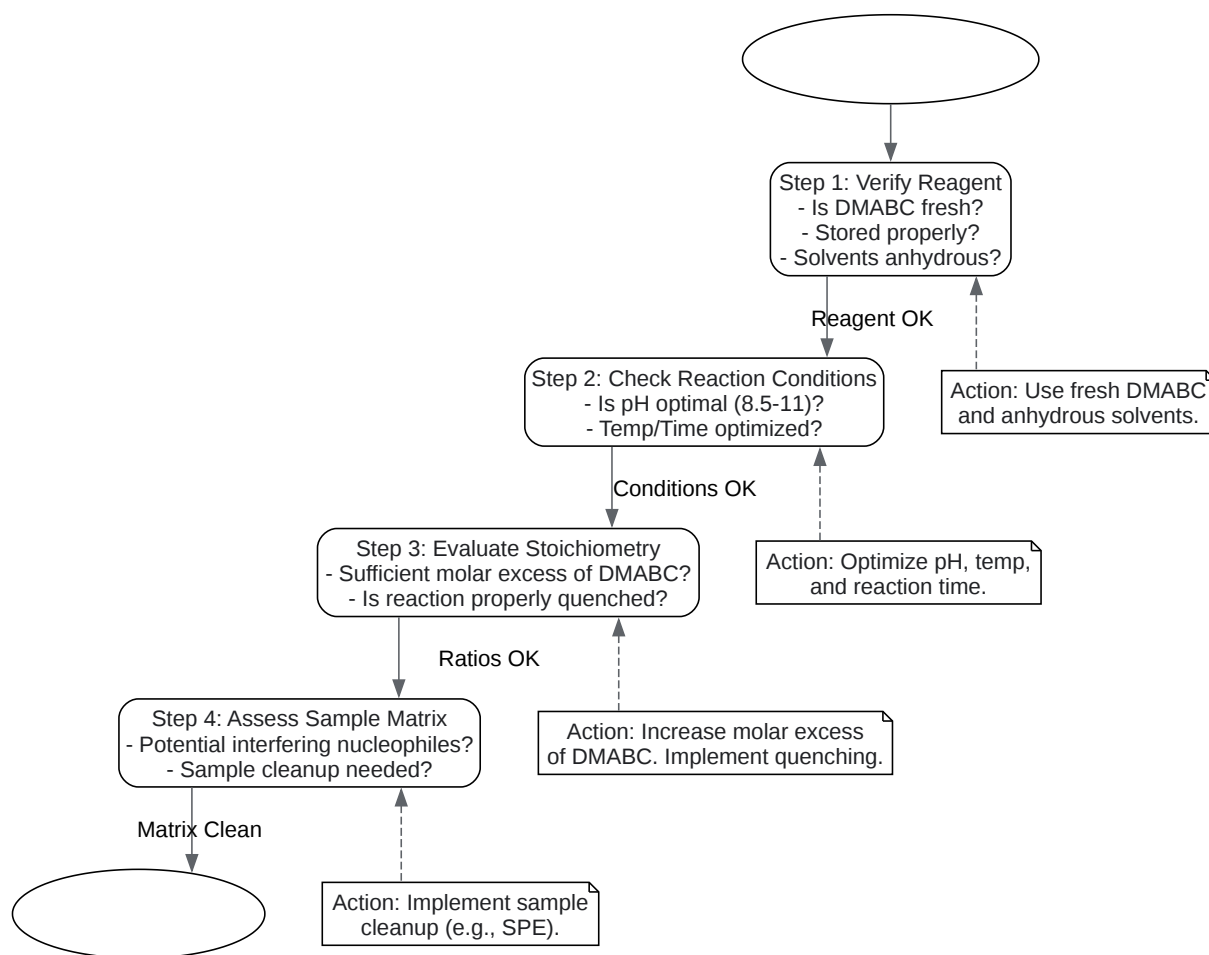 Step 1: Verify Reagent
- Is DMABC fresh?
- Stored properly?
- Solvents anhydrous?
Reagent OK
Step 2: Check Reaction Conditions
- Is pH optimal (8.5-11)?
- Temp/Time optimized?
Action: Use fresh DMABC
and anhydrous solvents.
Conditions OK
Step 3: Evaluate Stoichiometry
- Sufficient molar excess of DMABC?
- Is reaction properly quenched?
Action: Optimize pH, temp,
and reaction time.
Ratios OK
Step 4: Assess Sample Matrix
- Potential interfering nucleophiles?
- Sample cleanup needed?
Action: Increase molar excess
of DMABC. Implement quenching.
Matrix Clean
Action: Implement sample
cleanup (e.g., SPE).